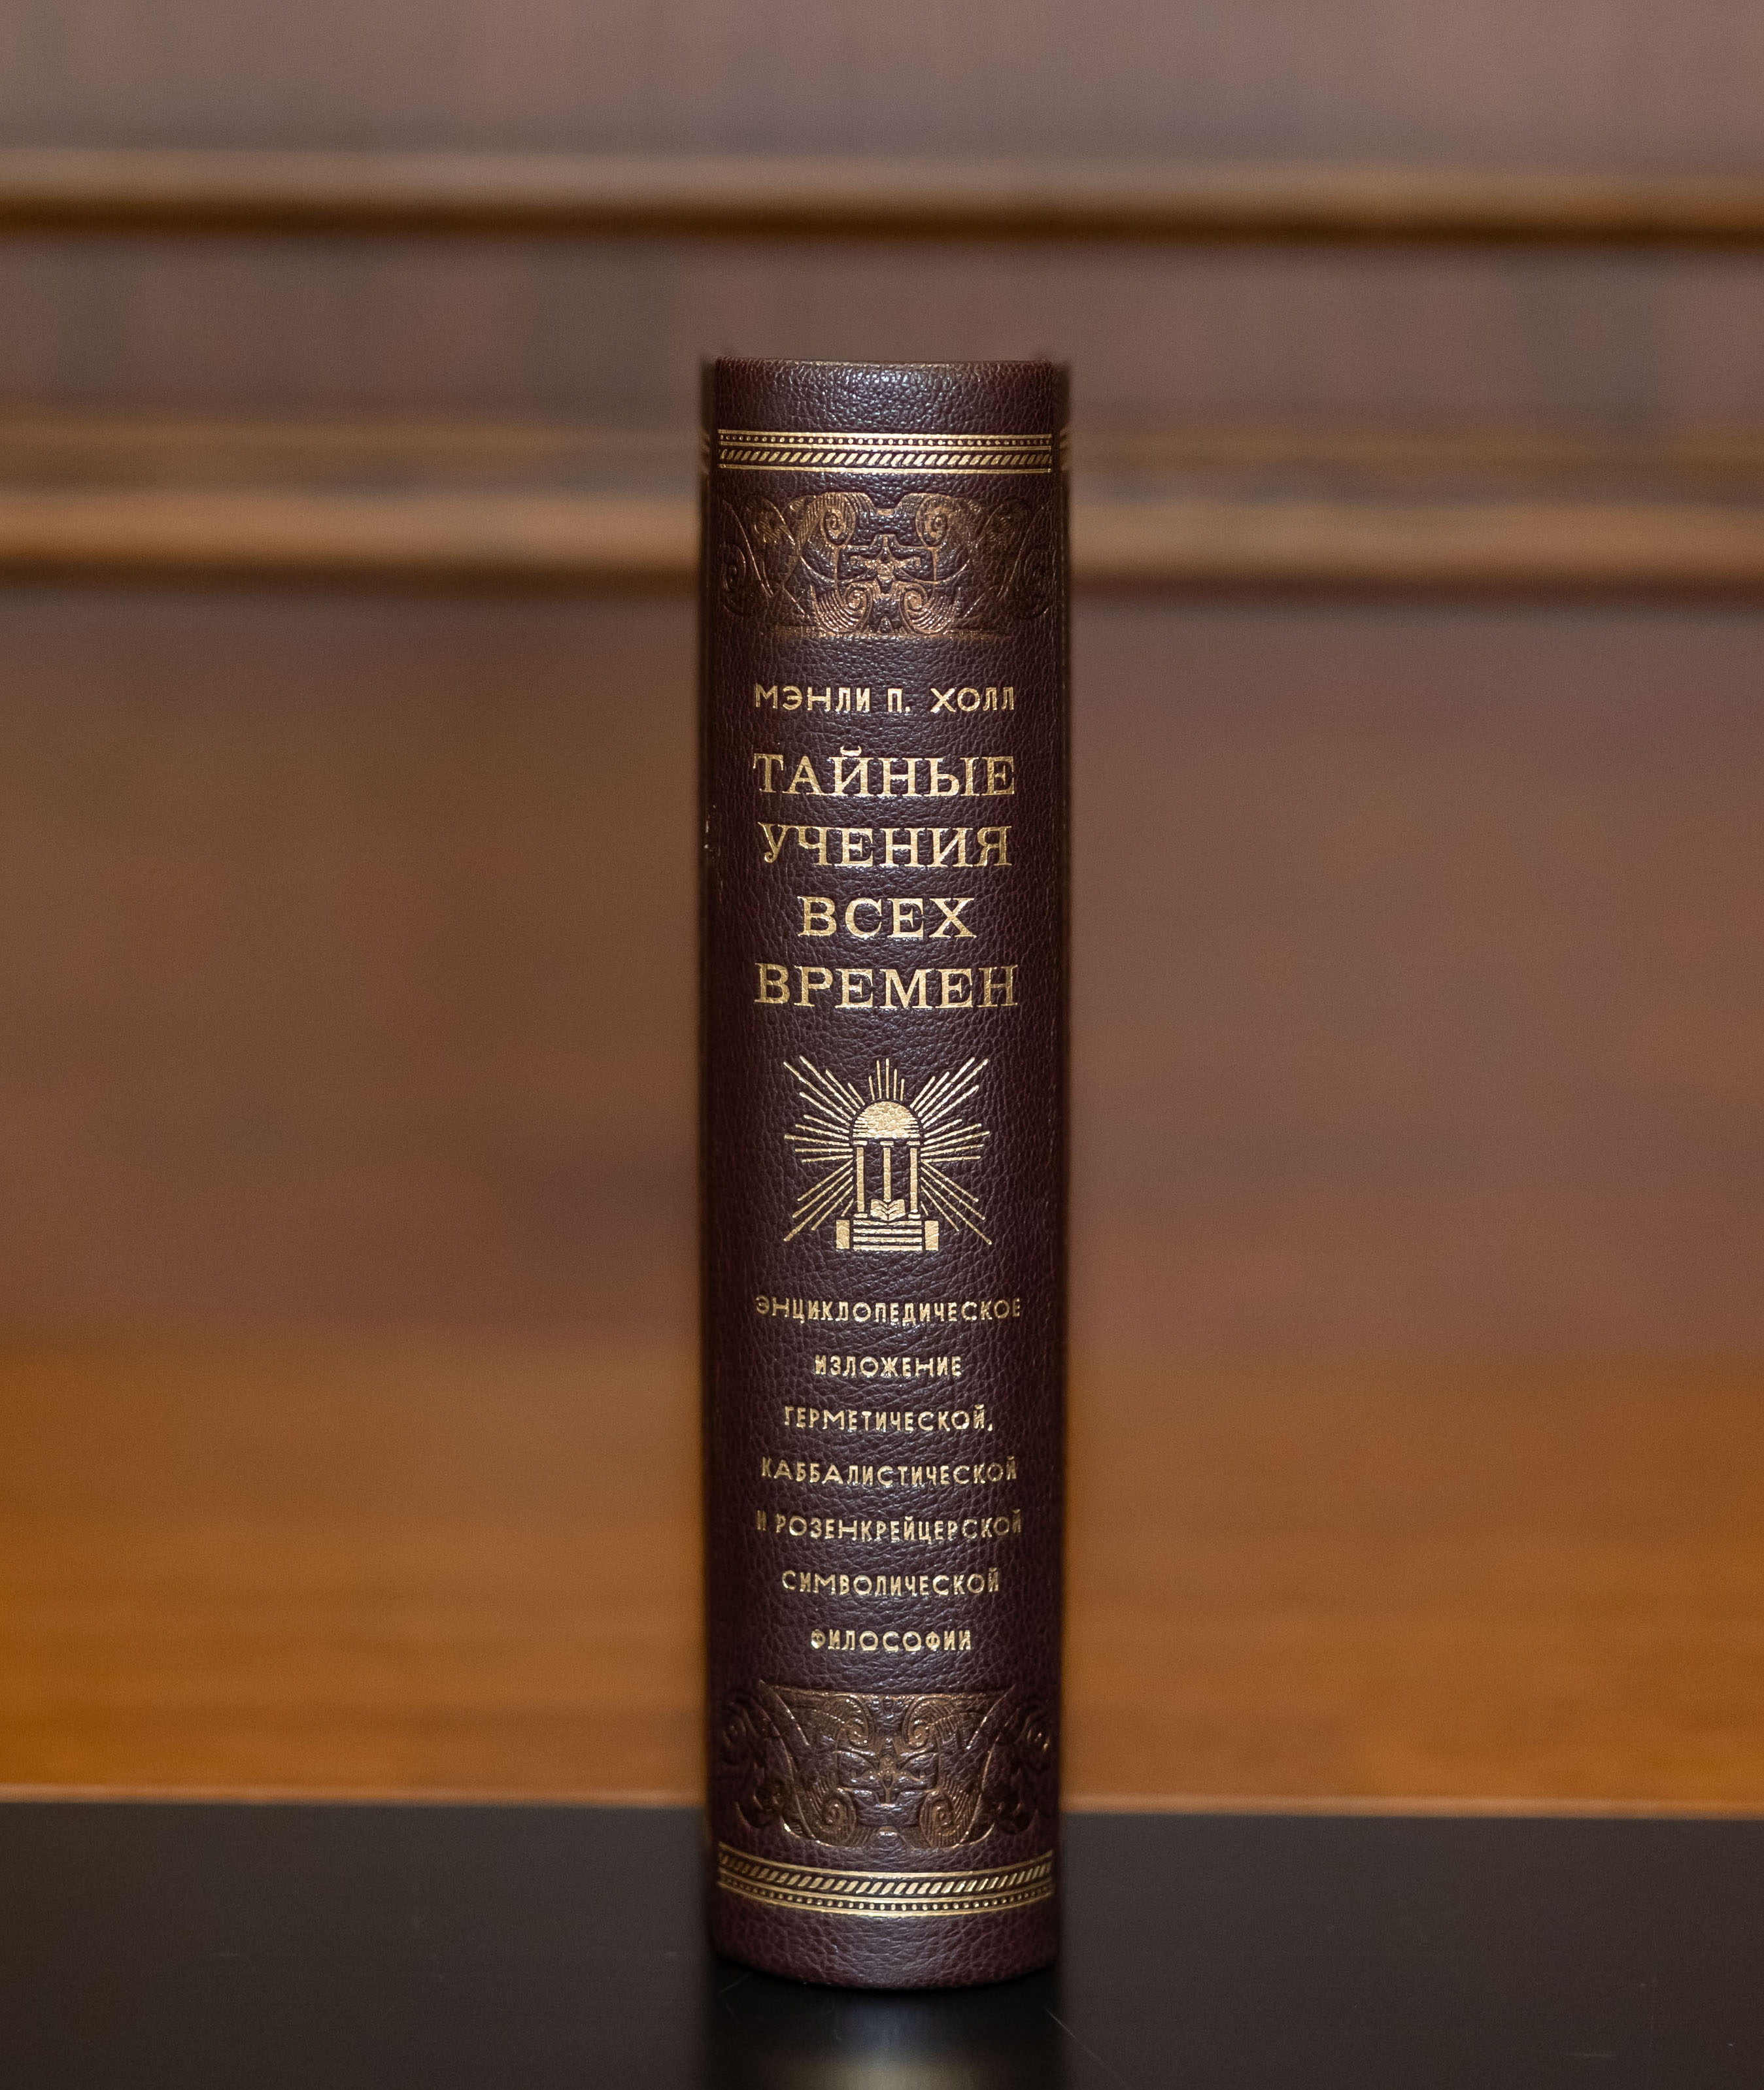 МЭНЛИ П. ХОЛЛ
ТАЙНЫЕ
УЧЕНИЯ
ВСЕХ
ВРЕМЕН
ЭНЦИКЛОПЕДИЧЕСКОЕ
ИЗЛОЖЕНИЕ
ГЕРМЕТИЧЕСКОЙ,
КАББАЛИСТИЧЕСКОЙ
И РОЗЕНКРЕЙЦЕРСКОЙ
СИМВОЛИЧЕСКОЙ
ФИЛОСОФИИ